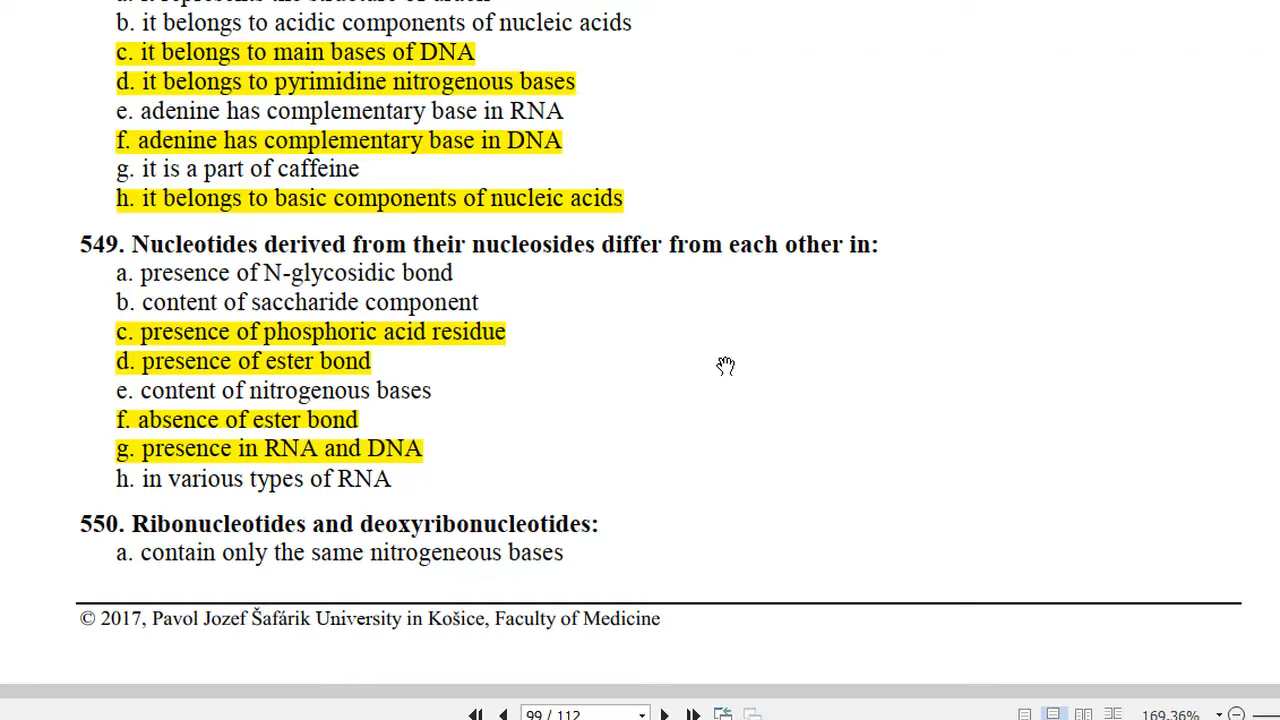 b. it belongs to acidic components of nucleic acids
c. it belongs to main bases of DNA
d. it belongs to pyrimidine nitrogenous bases
e. adenine has complementary base in RNA
f. adenine has complementary base in DNA
g. it is a part of caffeine
h. it belongs to basic components of nucleic acids
549. Nucleotides derived from their nucleosides differ from each other in:
a. presence of N-glycosidic bond
b. content of saccharide component
c. presence of phosphoric acid residue
d. presence of ester bond
e. content of nitrogenous bases
f. absence of ester bond
g. presence in RNA and DNA
h. in various types of RNA
550. Ribonucleotides and deoxyribonucleotides:
a. contain only the same nitrogeneous bases
© 2017, Pavol Jozef Šafárik University in Košice, Faculty of Medicine
99 / 112
169.36%